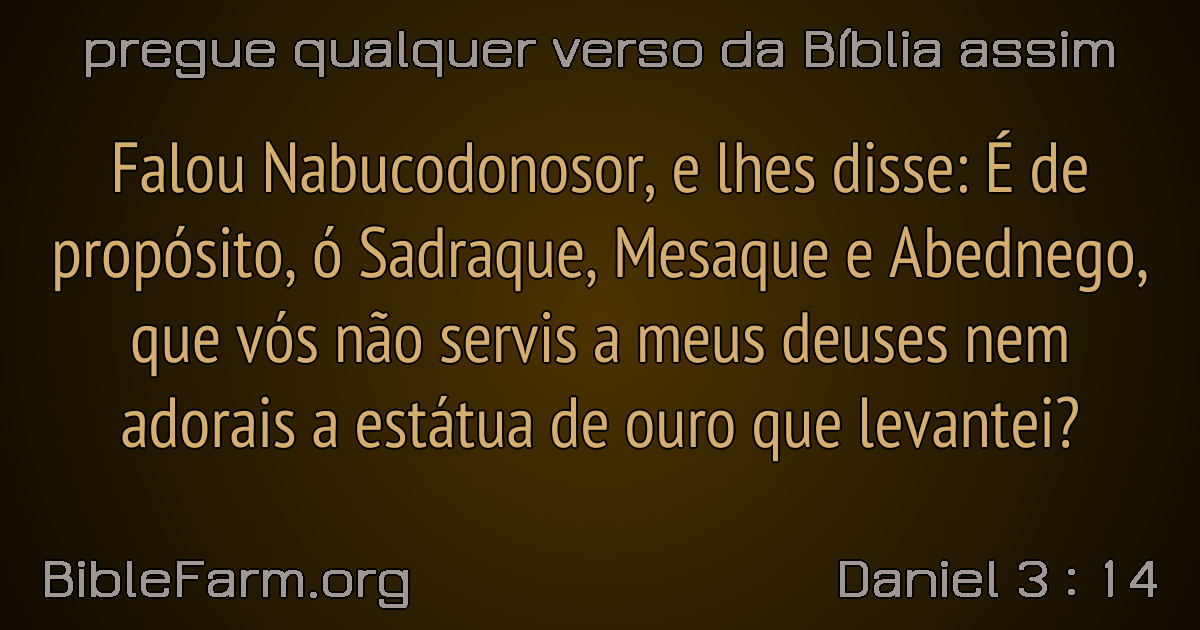 pregue qualquer verso da Bíblia assim
Falou Nabucodonosor, e lhes disse: É de
propósito, ó Sadraque, Mesaque e Abednego,
que vós não servis a meus deuses nem
adorais a estátua de ouro que levantei?
BibleFarm.org
Daniel 3 : 14